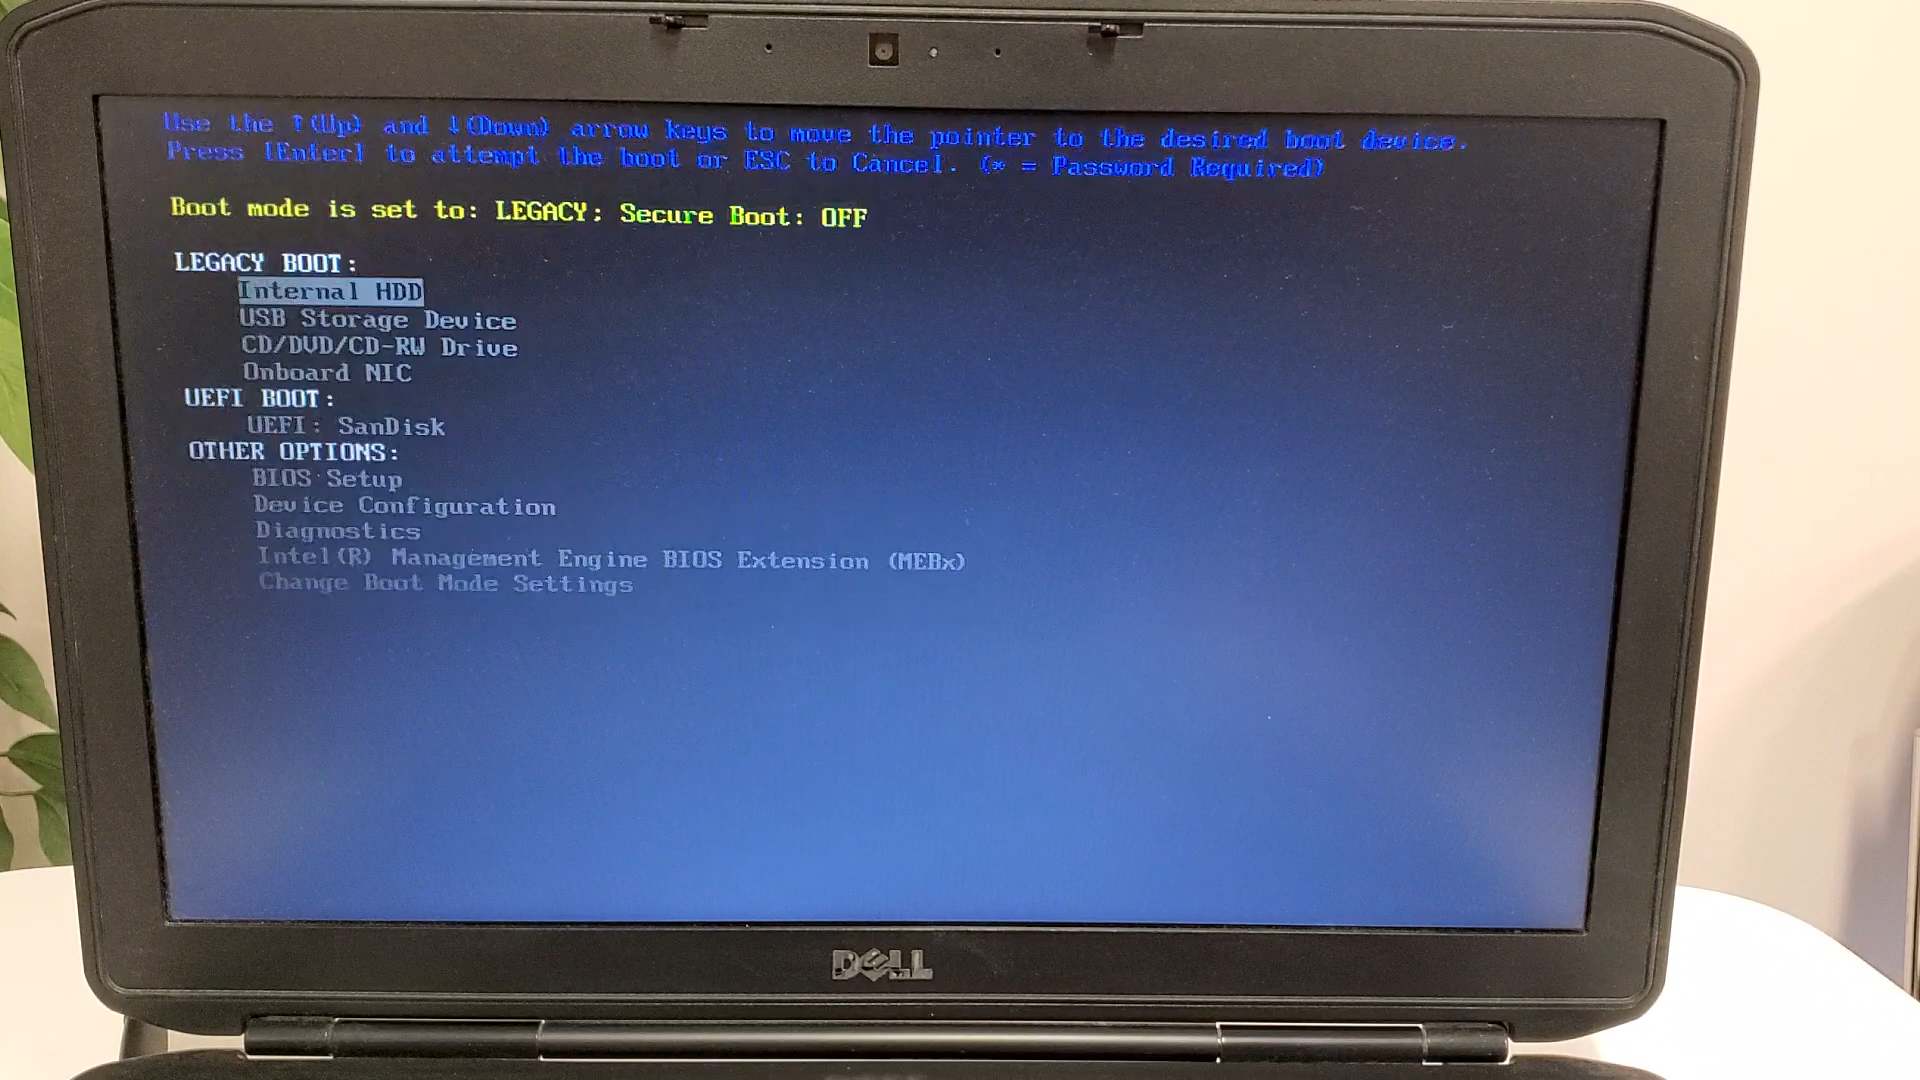 Use the ↑(Up) and ↓(Down) arrow keys to move the pointer to the desired boot device.
Press [Enter] to attempt the boot or ESC to Cancel. (* = Password Required)
Boot mode is set to: LEGACY; Secure Boot: OFF
LEGACY BOOT:
Internal HDD
USB Storage Device
CD/DVD/CD-RW Drive
Onboard NIC
UEFI BOOT:
UEFI: SanDisk
OTHER OPTIONS:
BIOS Setup
Device Configuration
Diagnostics
Intel(R) Management Engine BIOS Extension (MEBx)
Change Boot Mode Settings
DELL